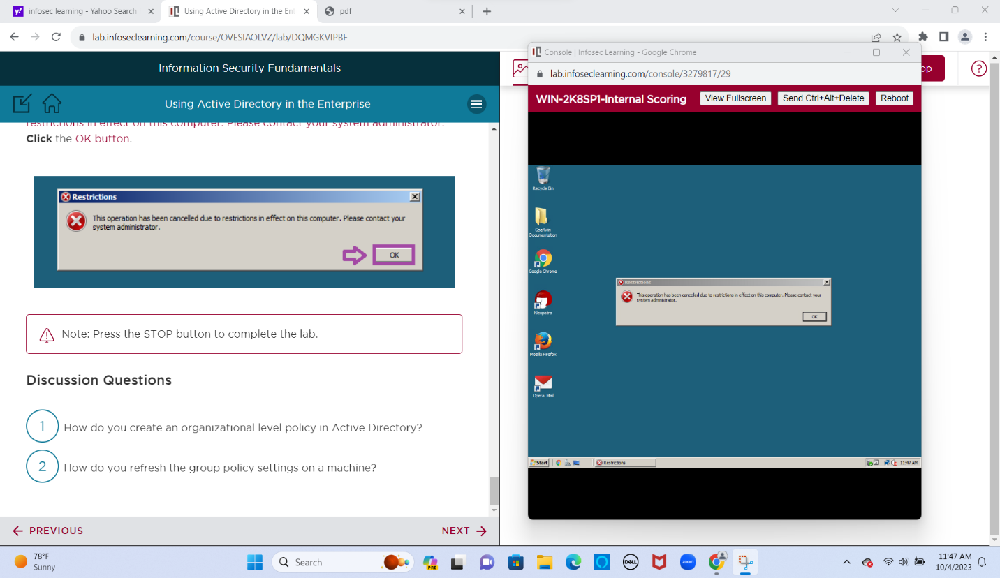 infosec learning - Yahoo Search
Using Active Directory in the Ent
pdf
lab.infoseclearning.com/course/OVESIAOLVZ/lab/DQMGKVIPBF
Information Security Fundamentals
Using Active Directory in the Enterprise
restrictions in effect on this computer. Please contact your system administrator.
Click the OK button.
Restrictions
This operation has been cancelled due to restrictions in effect on this computer. Please contact your
system administrator.
OK
Note: Press the STOP button to complete the lab.
Discussion Questions
1 How do you create an organizational level policy in Active Directory?
2 How do you refresh the group policy settings on a machine?
PREVIOUS
NEXT
Console | Infosec Learning - Google Chrome
lab.infoseclearning.com/console/3279817/29
op
?
WIN-2K8SP1-Internal Scoring
View Fullscreen
Send Ctrl+Alt+Delete
Reboot
Recycle Bin
Gpg4win
Documentation
Google Chrome
Kleopatra
Mozilla Firefox
Opera Mail
Restrictions
This operation has been cancelled due to restrictions in effect on this computer. Please contact your
system administrator.
OK
Start
Restrictions
11:47 AM
78°F
Sunny
Search
PRE
DELL
zoom
11:47 AM
10/4/2023